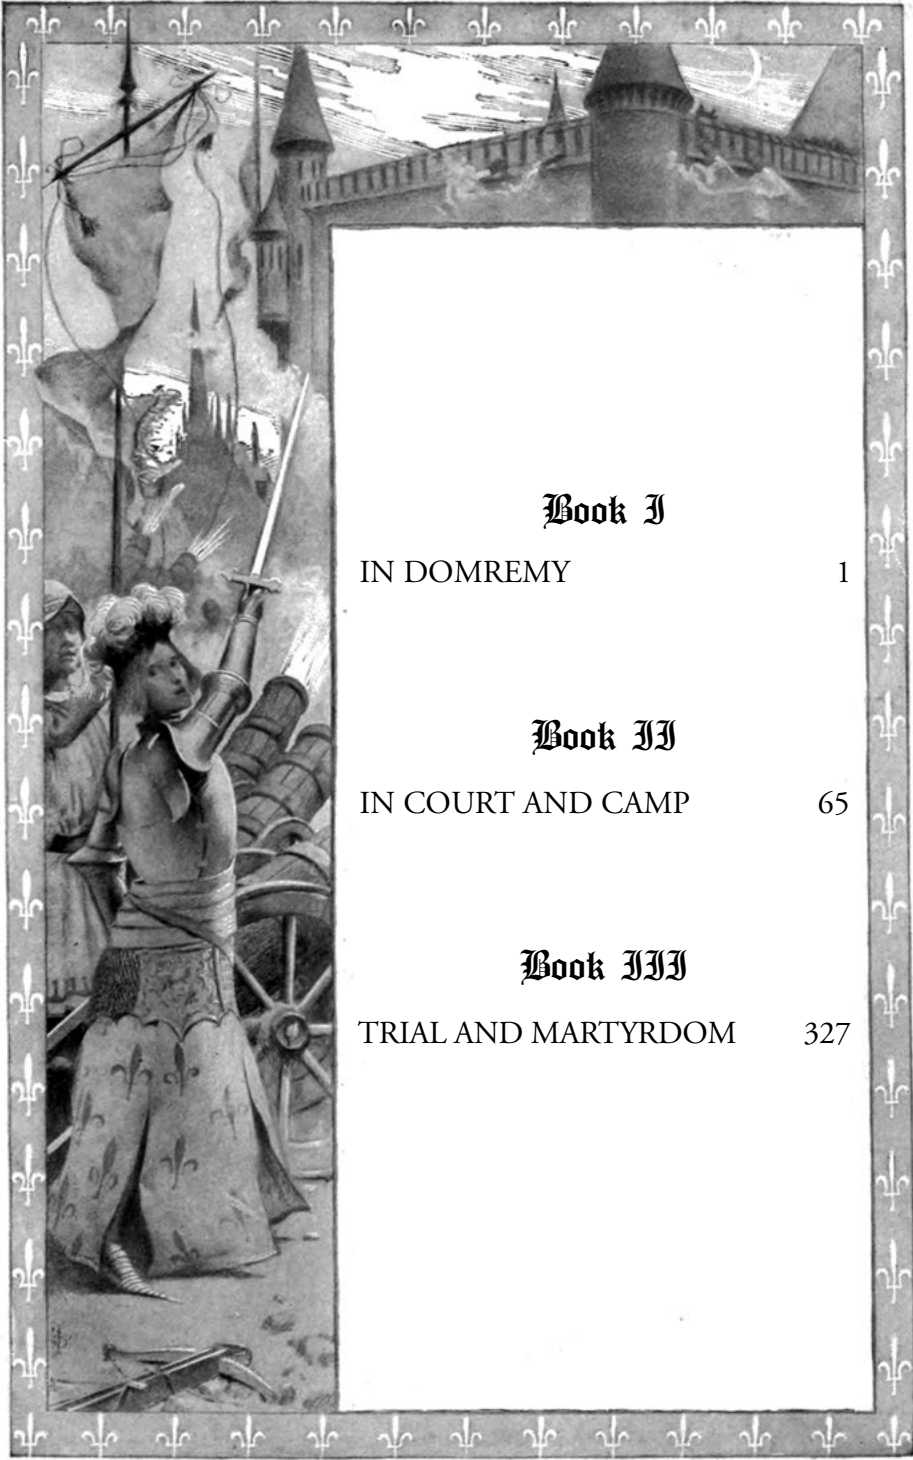 Book I
IN DOMREMY 1
Book II
IN COURT AND CAMP 65
Book III
TRIAL AND MARTYRDOM 327